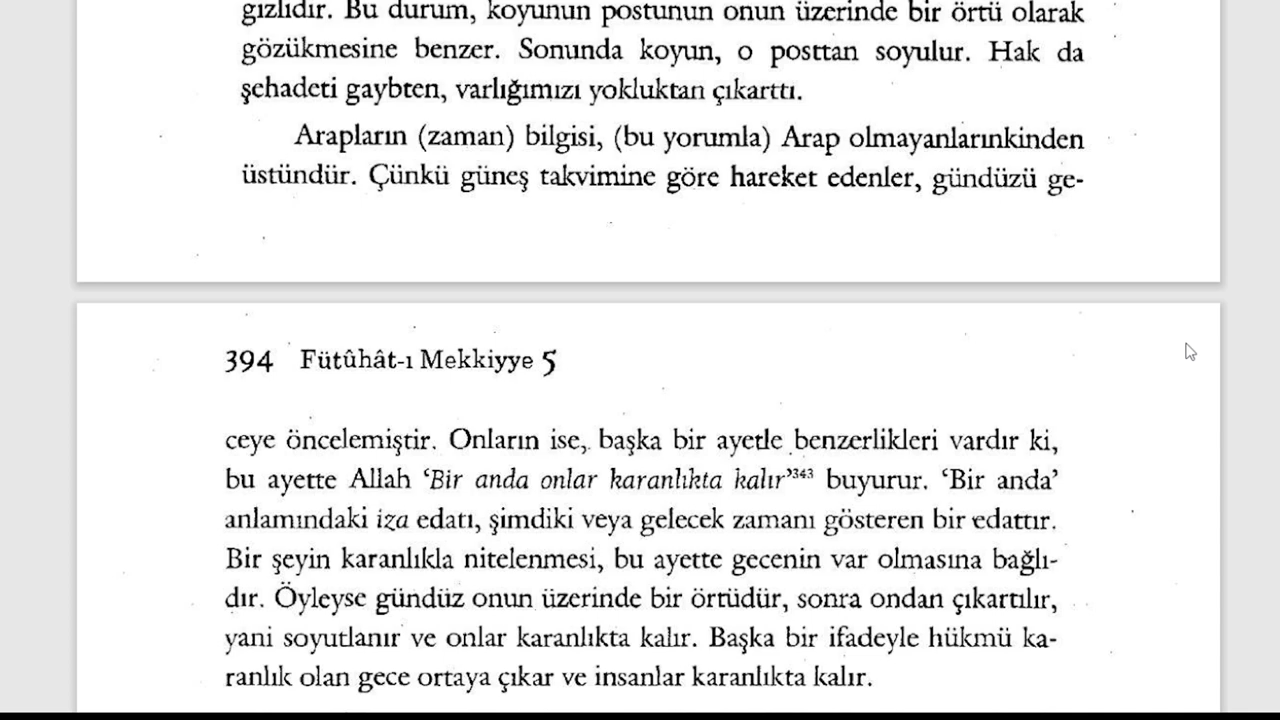 gizlidir. Bu durum, koyunun postunun onun üzerinde bir örtü olarak
gözükmesine benzer. Sonunda koyun, o posttan soyulur. Hak da
şehadeti gaybten, varlığımızı yokluktan çıkarttı.
Arapların (zaman) bilgisi, (bu yorumla) Arap olmayanlarınkinden
üstündür. Çünkü güneş takvimine göre hareket edenler, gündüzü ge-
394 Fütûhât-ı Mekkiyye 5
ceye öncelemiştir. Onların ise, başka bir ayetle benzerlikleri vardır ki,
bu ayette Allah ‘Bir anda onlar karanlıkta kalır’³⁴³ buyurur. ‘Bir anda’
anlamındaki iza edatı, şimdiki veya gelecek zamanı gösteren bir edattır.
Bir şeyin karanlıkla nitelenmesi, bu ayette gecenin var olmasına bağlı-
dır. Öyleyse gündüz onun üzerinde bir örtüdür, sonra ondan çıkartılır,
yani soyutlanır ve onlar karanlıkta kalır. Başka bir ifadeyle hükmü ka-
ranlık olan gece ortaya çıkar ve insanlar karanlıkta kalır.